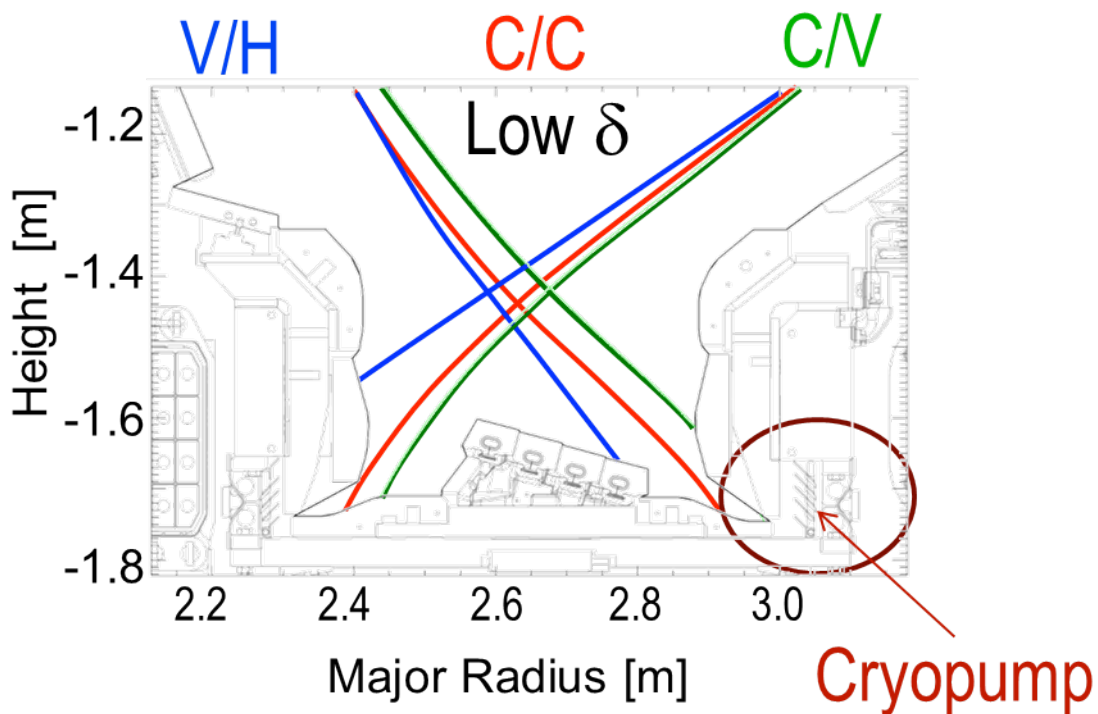 V/H C/C C/V
Low δ
-1.2
-1.4
-1.6
-1.8
Height [m]
2.2 2.4 2.6 2.8 3.0
Major Radius [m]
Cryopump